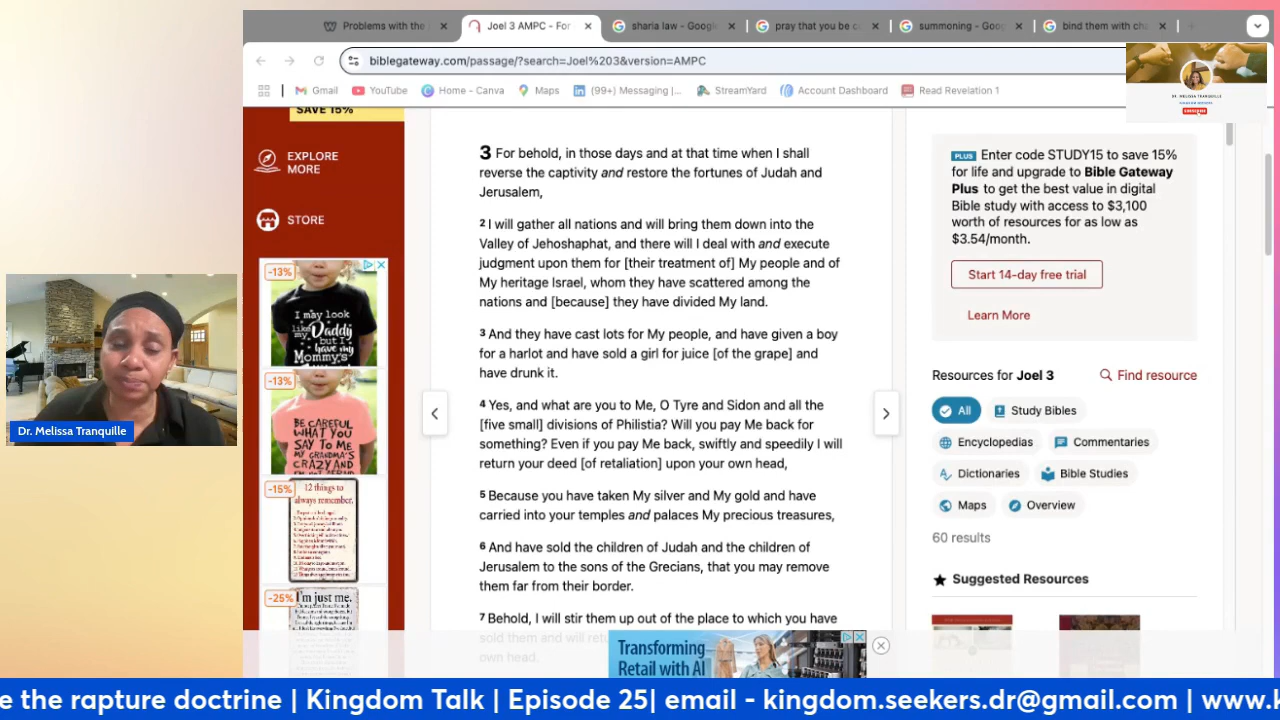 Problems with the
Joel 3 AMPC - For
sharia law - Google
pray that you be c
summoning - Goog
bind them with cha
biblegateway.com/passage/?search=Joel%203&version=AMPC
Gmail
YouTube
Home - Canva
Maps
(99+) Messaging |...
StreamYard
Account Dashboard
Read Revelation 1
DR. MELISSA TRANQUILLE
SUBSCRIBE
SAVE 15%
EXPLORE
MORE
STORE
-13%
I may look
like my Daddy
but I
have my
Mommy's
-13%
BE CAREFUL
WHAT YOU
SAY TO ME
MY GRANDMA'S
CRAZY AND
-15%
12 things to
always remember.
-25%
I'm just me.
3 For behold, in those days and at that time when I shall
reverse the captivity and restore the fortunes of Judah and
Jerusalem,
2 I will gather all nations and will bring them down into the
Valley of Jehoshaphat, and there will I deal with and execute
judgment upon them for [their treatment of] My people and of
My heritage Israel, whom they have scattered among the
nations and [because] they have divided My land.
3 And they have cast lots for My people, and have given a boy
for a harlot and have sold a girl for juice [of the grape] and
have drunk it.
4 Yes, and what are you to Me, O Tyre and Sidon and all the
[five small] divisions of Philistia? Will you pay Me back for
something? Even if you pay Me back, swiftly and speedily I will
return your deed [of retaliation] upon your own head,
5 Because you have taken My silver and My gold and have
carried into your temples and palaces My precious treasures,
6 And have sold the children of Judah and the children of
Jerusalem to the sons of the Grecians, that you may remove
them far from their border.
7 Behold, I will stir them up out of the place to which you have
sold them and will retu
own head.
Transforming
Retail with AI
PLUS Enter code STUDY15 to save 15%
for life and upgrade to Bible Gateway
Plus to get the best value in digital
Bible study with access to $3,100
worth of resources for as low as
$3.54/month.
Start 14-day free trial
Learn More
Resources for Joel 3
Find resource
All
Study Bibles
Encyclopedias
Commentaries
Dictionaries
Bible Studies
Maps
Overview
60 results
Suggested Resources
Dr. Melissa Tranquille
e the rapture doctrine | Kingdom Talk | Episode 25| email - kingdom.seekers.dr@gmail.com | www.k